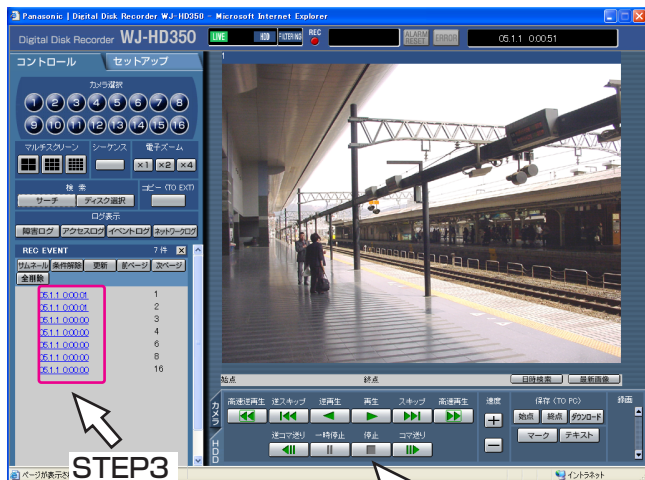 Panasonic | Digital Disk Recorder WJ-HD350 - Microsoft Internet Explorer
Digital Disk Recorder WJ-HD350
LIVE HDD FILTERING REC ALARM RESET ERROR 05.1.1 0:00:51
コントロール セットアップ
1
カメラ選択
1 2 3 4 5 6 7 8
9 10 11 12 13 14 15 16
マルチスクリーン シーケンス 電子ズーム
×1 ×2 ×4
検 索 コピー (TO EXT)
サーチ ディスク選択
ログ表示
障害ログ アクセスログ イベントログ ネットワークログ
REC EVENT 7件 X
サムネール 条件解除 更新 前ページ 次ページ
全削除
05.1.1 0:00:01 1
05.1.1 0:00:01 2
05.1.1 0:00:00 3
05.1.1 0:00:00 4
05.1.1 0:00:00 6
05.1.1 0:00:00 8
05.1.1 0:00:00 16
始点 終点 日時検索 最新画像
カメラ
HDD
高速逆再生 逆スキップ 逆再生 再生 スキップ 高速再生 速度 保存 (TO PC) 録画
+ 始点 終点 ダウンロード
逆コマ送り 一時停止 停止 コマ送り
- マーク テキスト
STEP3
ページが表示さ イントラネット